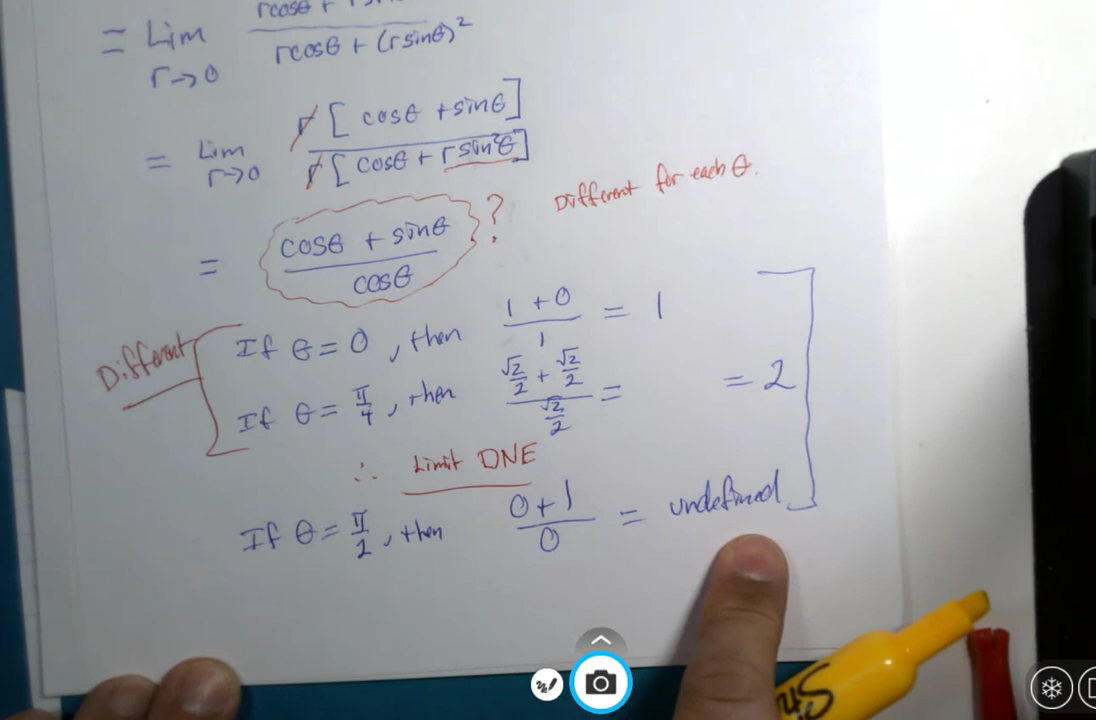 rcosθ +
= Lim ――――――
r→0 rcosθ + (rsinθ)²
= Lim r[cosθ + sinθ]
r→0 r[cosθ + rsin²θ]
Different for each θ.
= cosθ + sinθ ?
cosθ
Different
If θ = 0, then (1 + 0)/1 = 1
If θ = π/4, then (√2/2 + √2/2)/(√2/2) = = 2
∴ Limit DNE
If θ = π/2, then (0 + 1)/0 = undefined